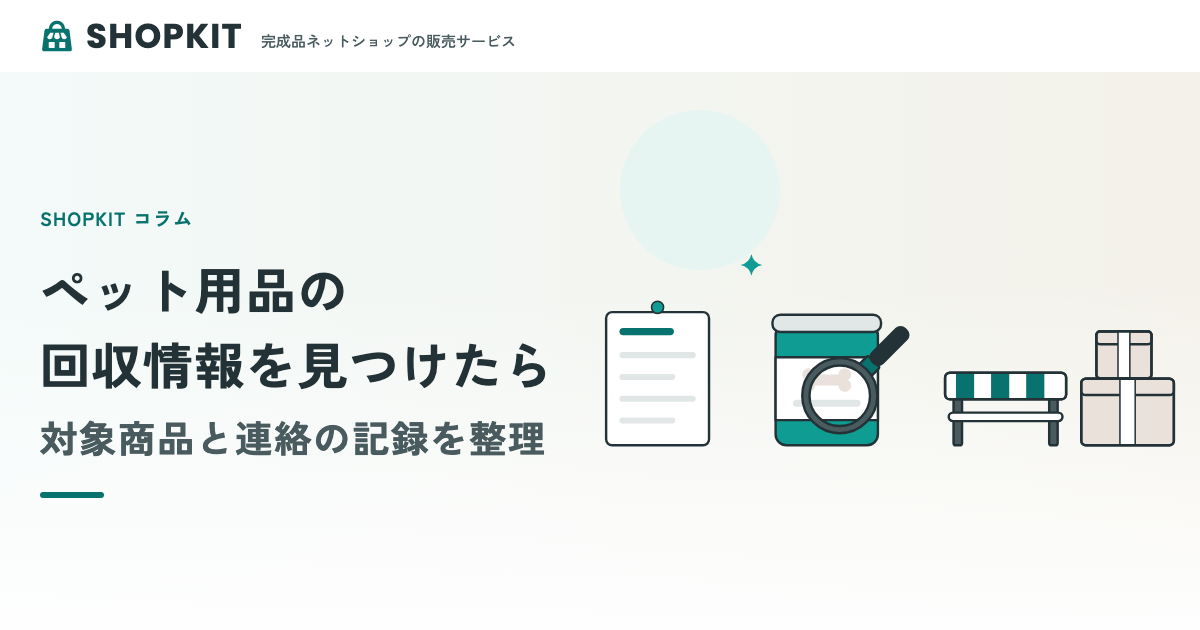 SHOPKIT 完成品ネットショップの販売サービス
SHOPKIT コラム
ペット用品の
回収情報を見つけたら
対象商品と連絡の記録を整理